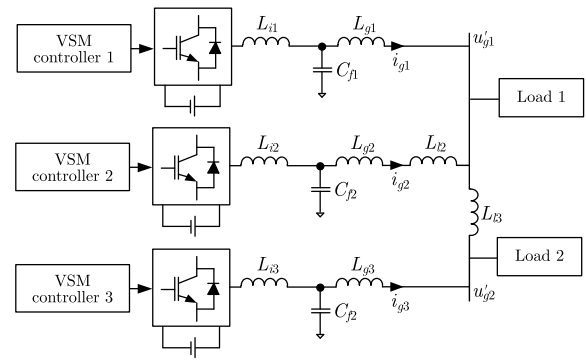 VSM
controller 1
L_{i1}
L_{g1}
C_{f1}
i_{g1}
u'_{g1}
Load 1
VSM
controller 2
L_{i2}
L_{g2}
L_{l2}
C_{f2}
i_{g2}
L_{l3}
Load 2
VSM
controller 3
L_{i3}
L_{g3}
C_{f2}
i_{g3}
u'_{g2}